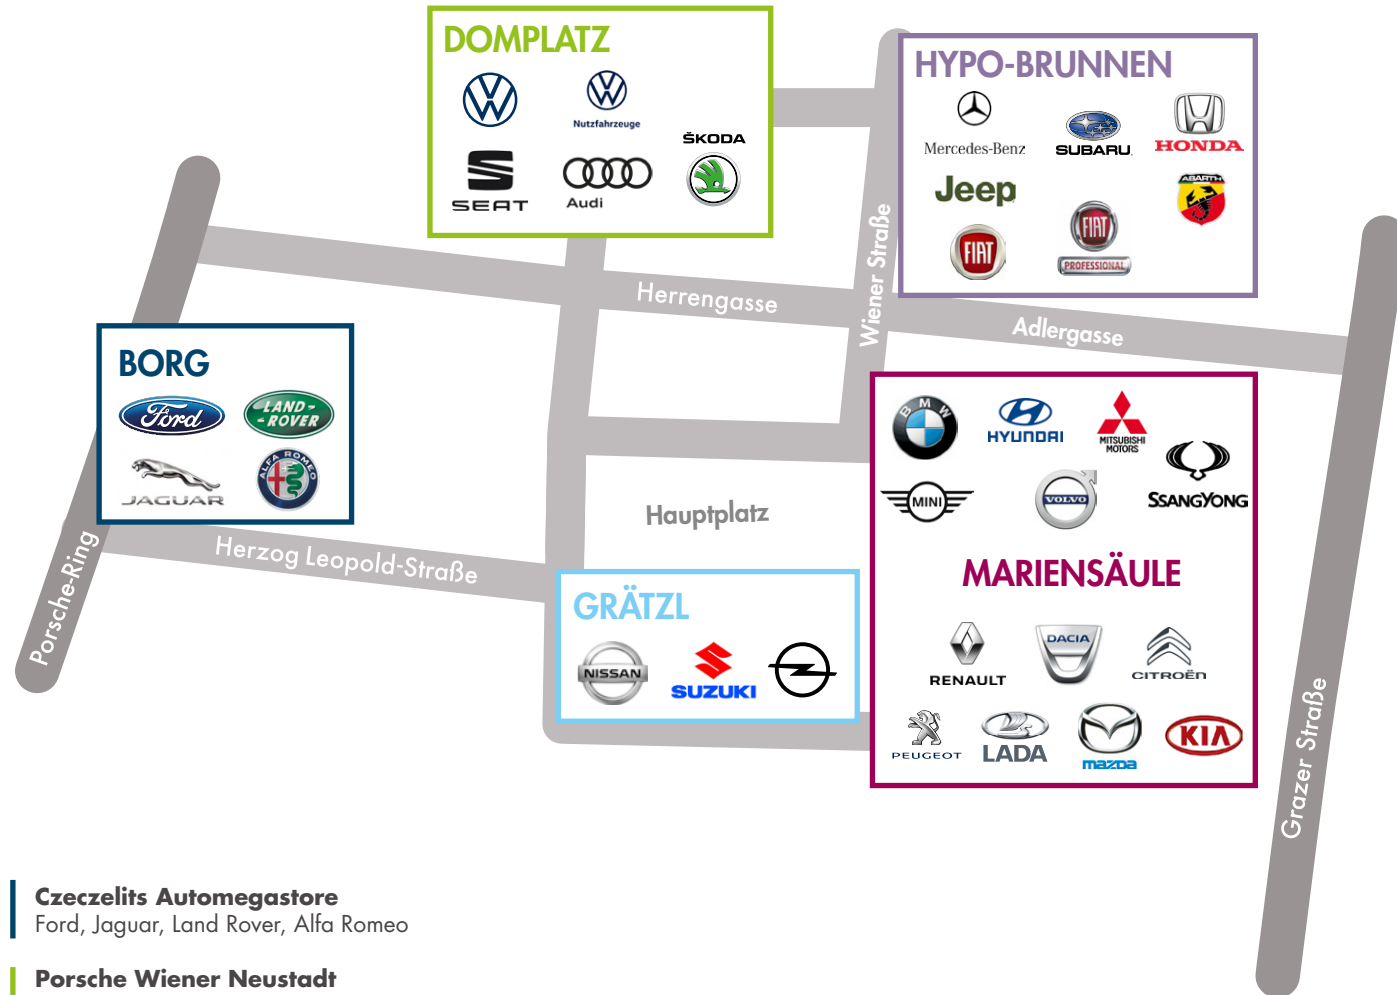 DOMPLATZ
Nutzfahrzeuge
SEAT
Audi
ŠKODA
HYPO-BRUNNEN
Mercedes-Benz
SUBARU
HONDA
Jeep
ABARTH
FIAT
FIAT
PROFESSIONAL
Herrengasse
Wiener Straße
Adlergasse
BORG
Ford
LAND-
-ROVER
JAGUAR
ALFA ROMEO
Hauptplatz
Herzog Leopold-Straße
Porsche-Ring
BMW
HYUNDAI
MITSUBISHI
MOTORS
SSANGYONG
MINI
VOLVO
MARIENSÄULE
RENAULT
DACIA
CITROËN
PEUGEOT
LADA
mazda
KIA
GRÄTZL
NISSAN
SUZUKI
Grazer Straße
Czeczelits Automegastore
Ford, Jaguar, Land Rover, Alfa Romeo
Porsche Wiener Neustadt